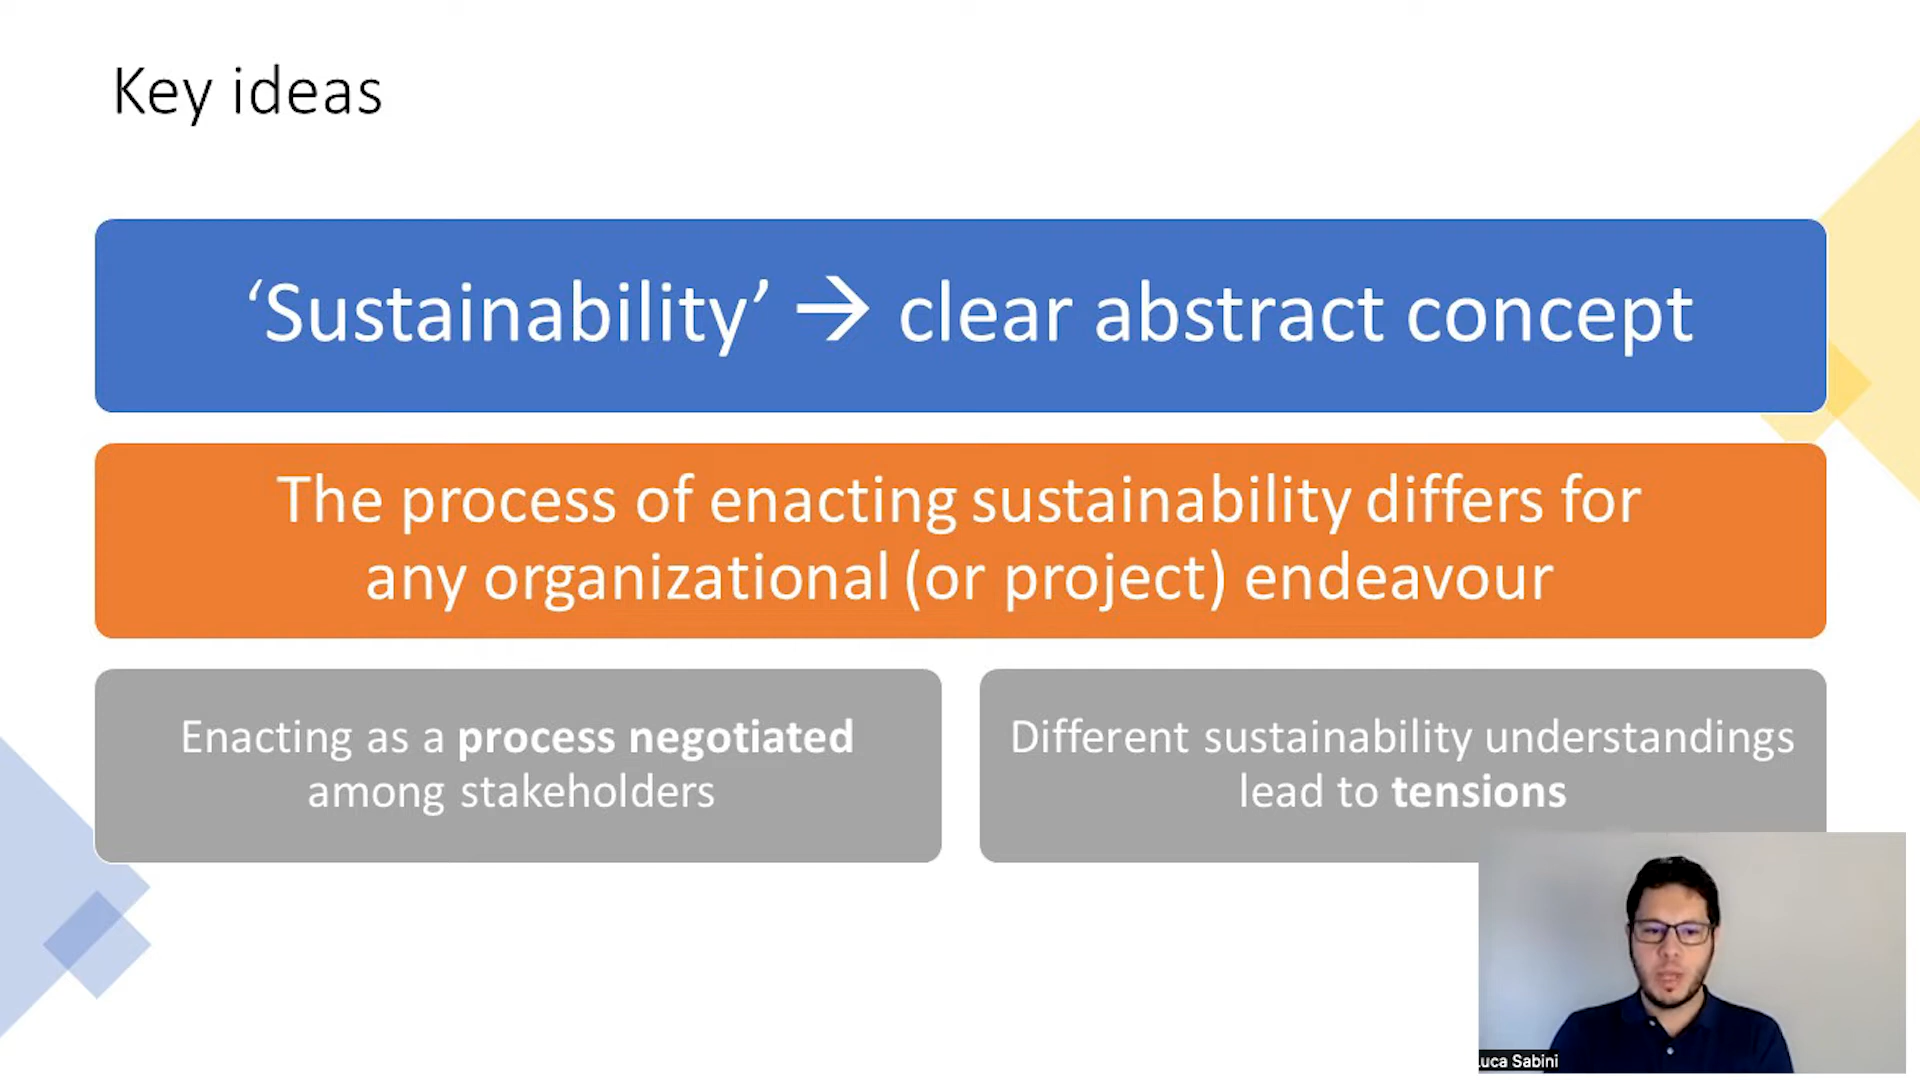 Key ideas
‘Sustainability’ → clear abstract concept
The process of enacting sustainability differs for
any organizational (or project) endeavour
Enacting as a process negotiated
among stakeholders
Different sustainability understandings
lead to tensions
uca Sabini